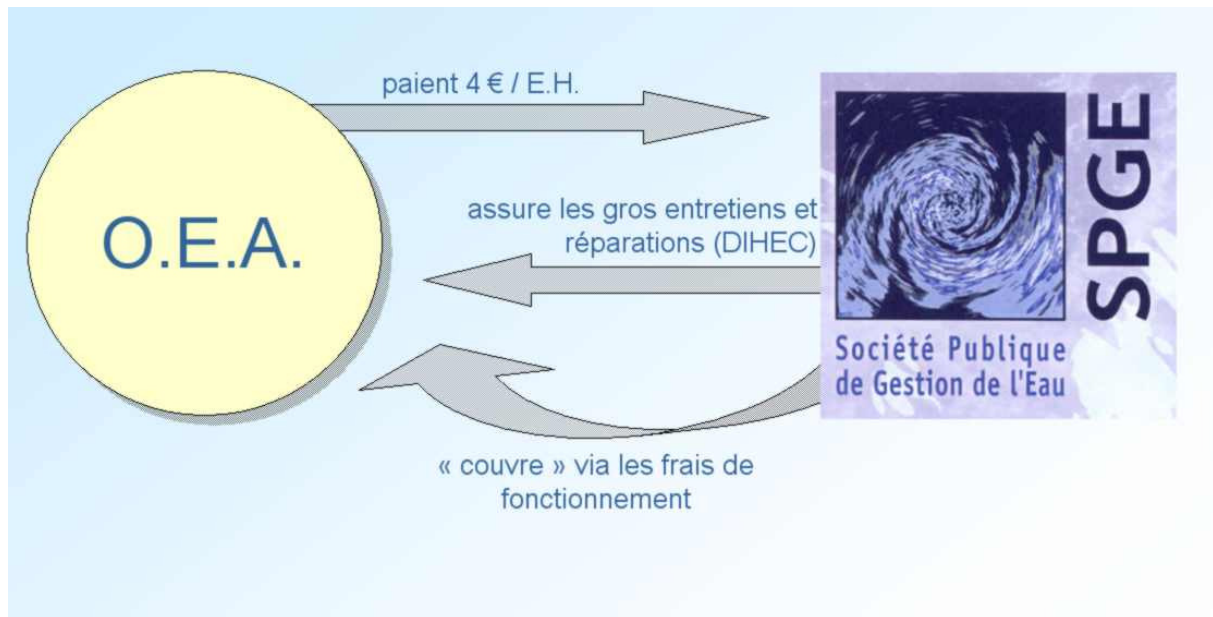 paient 4 € / E.H.
O.E.A.
assure les gros entretiens et
réparations (DIHEC)
SPGE
Société Publique
de Gestion de l'Eau
« couvre » via les frais de
fonctionnement